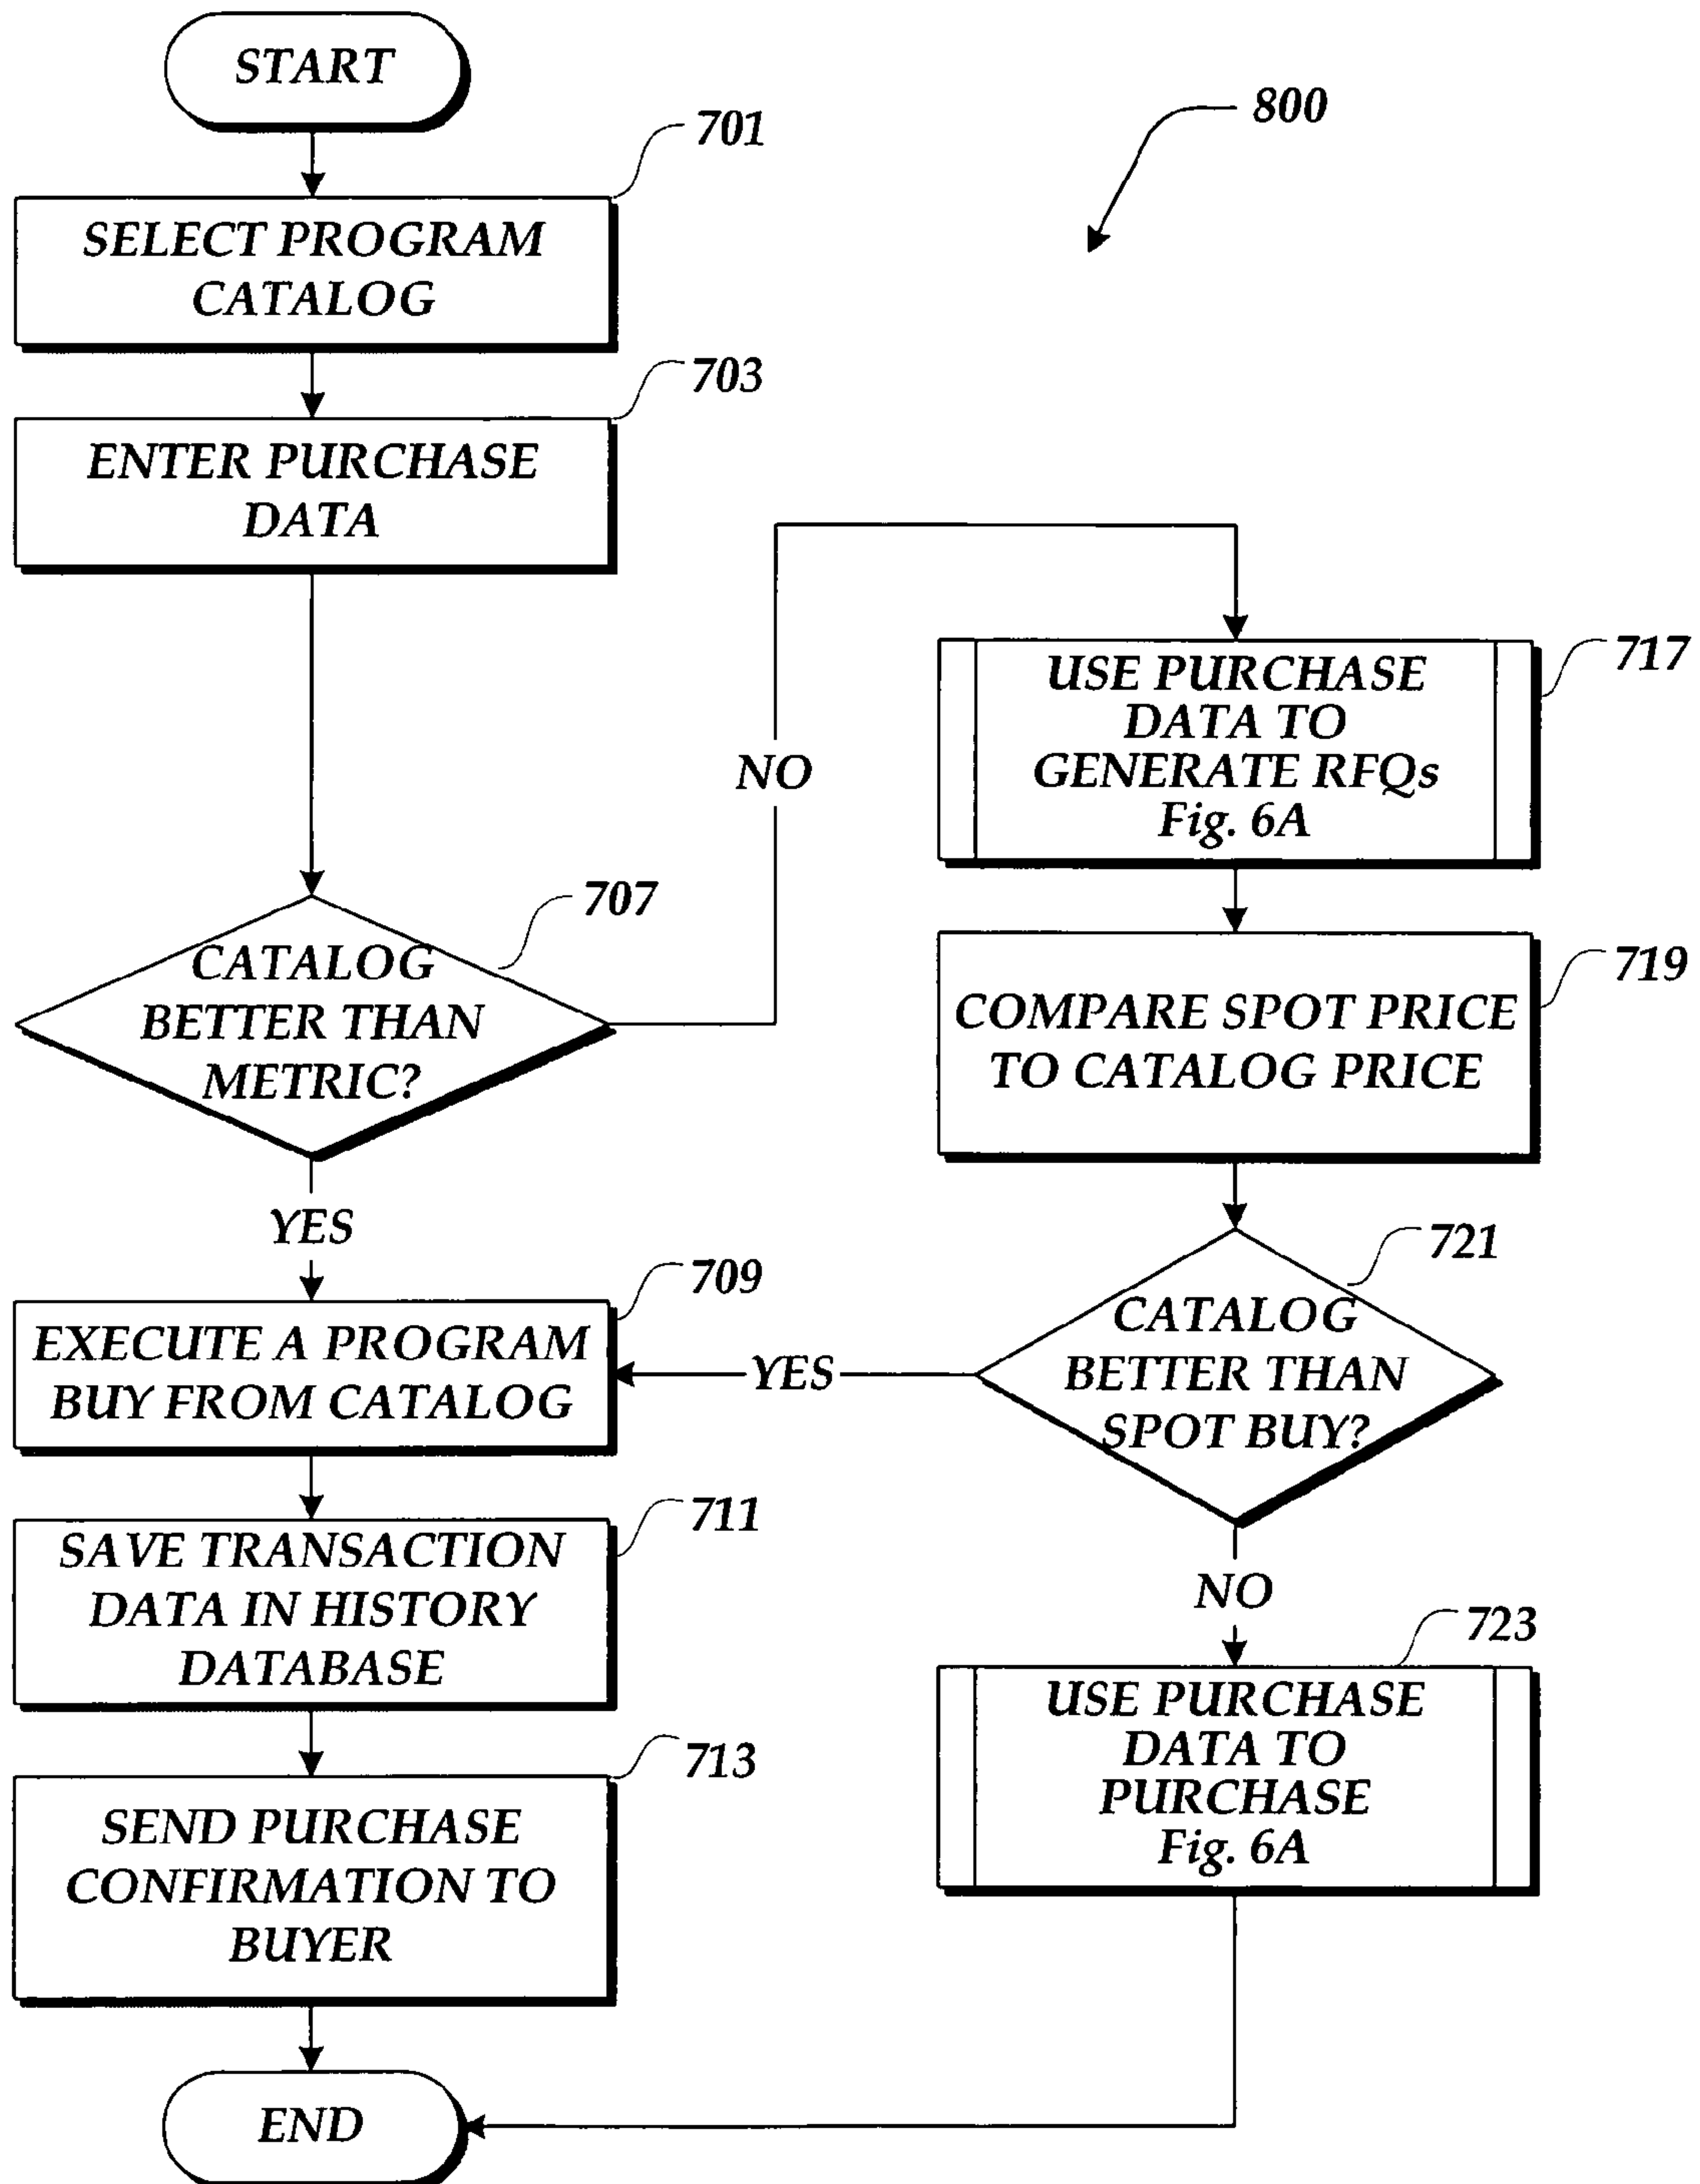 START
800
701
SELECT PROGRAM
CATALOG
703
ENTER PURCHASE
DATA
NO
717
USE PURCHASE
DATA TO
GENERATE RFQs
Fig. 6A
707
CATALOG
BETTER THAN
METRIC?
719
COMPARE SPOT PRICE
TO CATALOG PRICE
YES
721
CATALOG
BETTER THAN
SPOT BUY?
709
EXECUTE A PROGRAM
BUY FROM CATALOG
YES
711
SAVE TRANSACTION
DATA IN HISTORY
DATABASE
NO
723
USE PURCHASE
DATA TO
PURCHASE
Fig. 6A
713
SEND PURCHASE
CONFIRMATION TO
BUYER
END